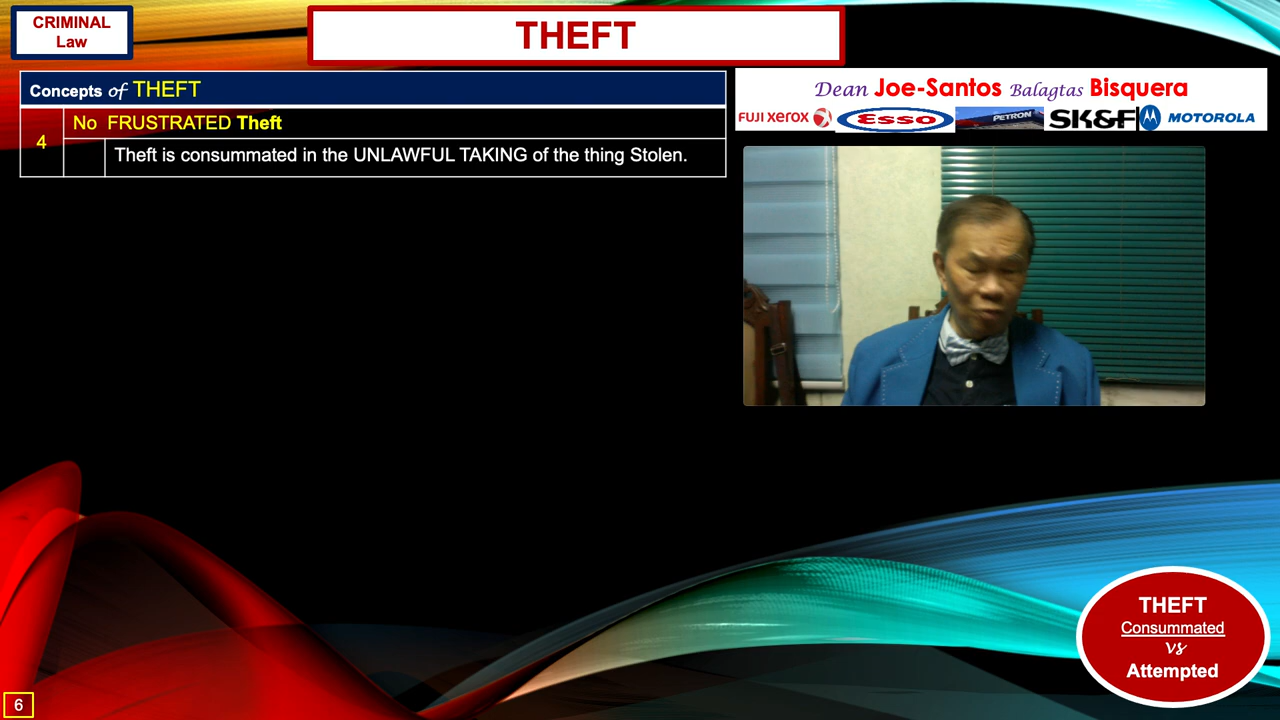 CRIMINAL
Law
THEFT
Concepts of THEFT
Dean Joe-Santos Balagtas Bisquera
FUJI XEROX Esso PETRON SK&F MOTOROLA
4
No FRUSTRATED Theft
Theft is consummated in the UNLAWFUL TAKING of the thing Stolen.
THEFT
Consummated
vs
Attempted
6